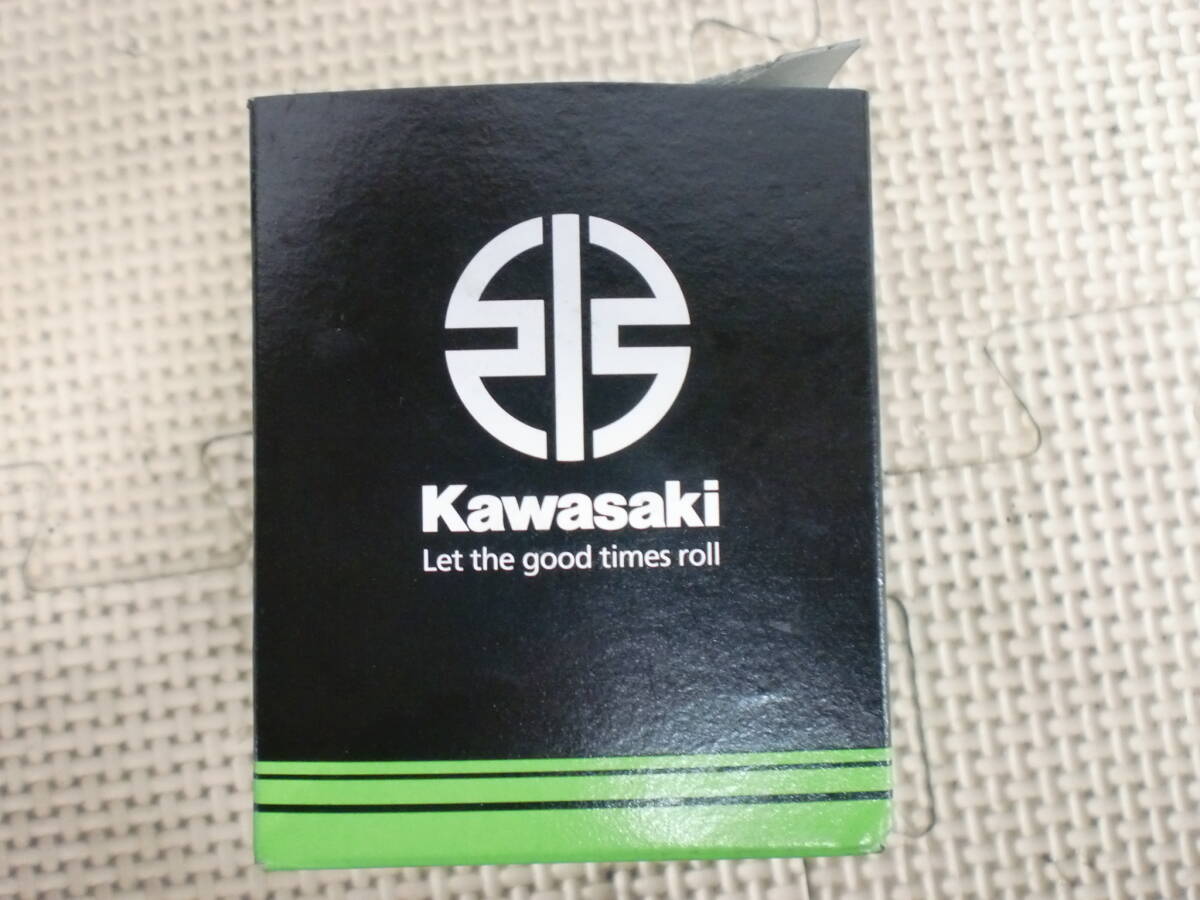 Kawasaki
Let the good times roll